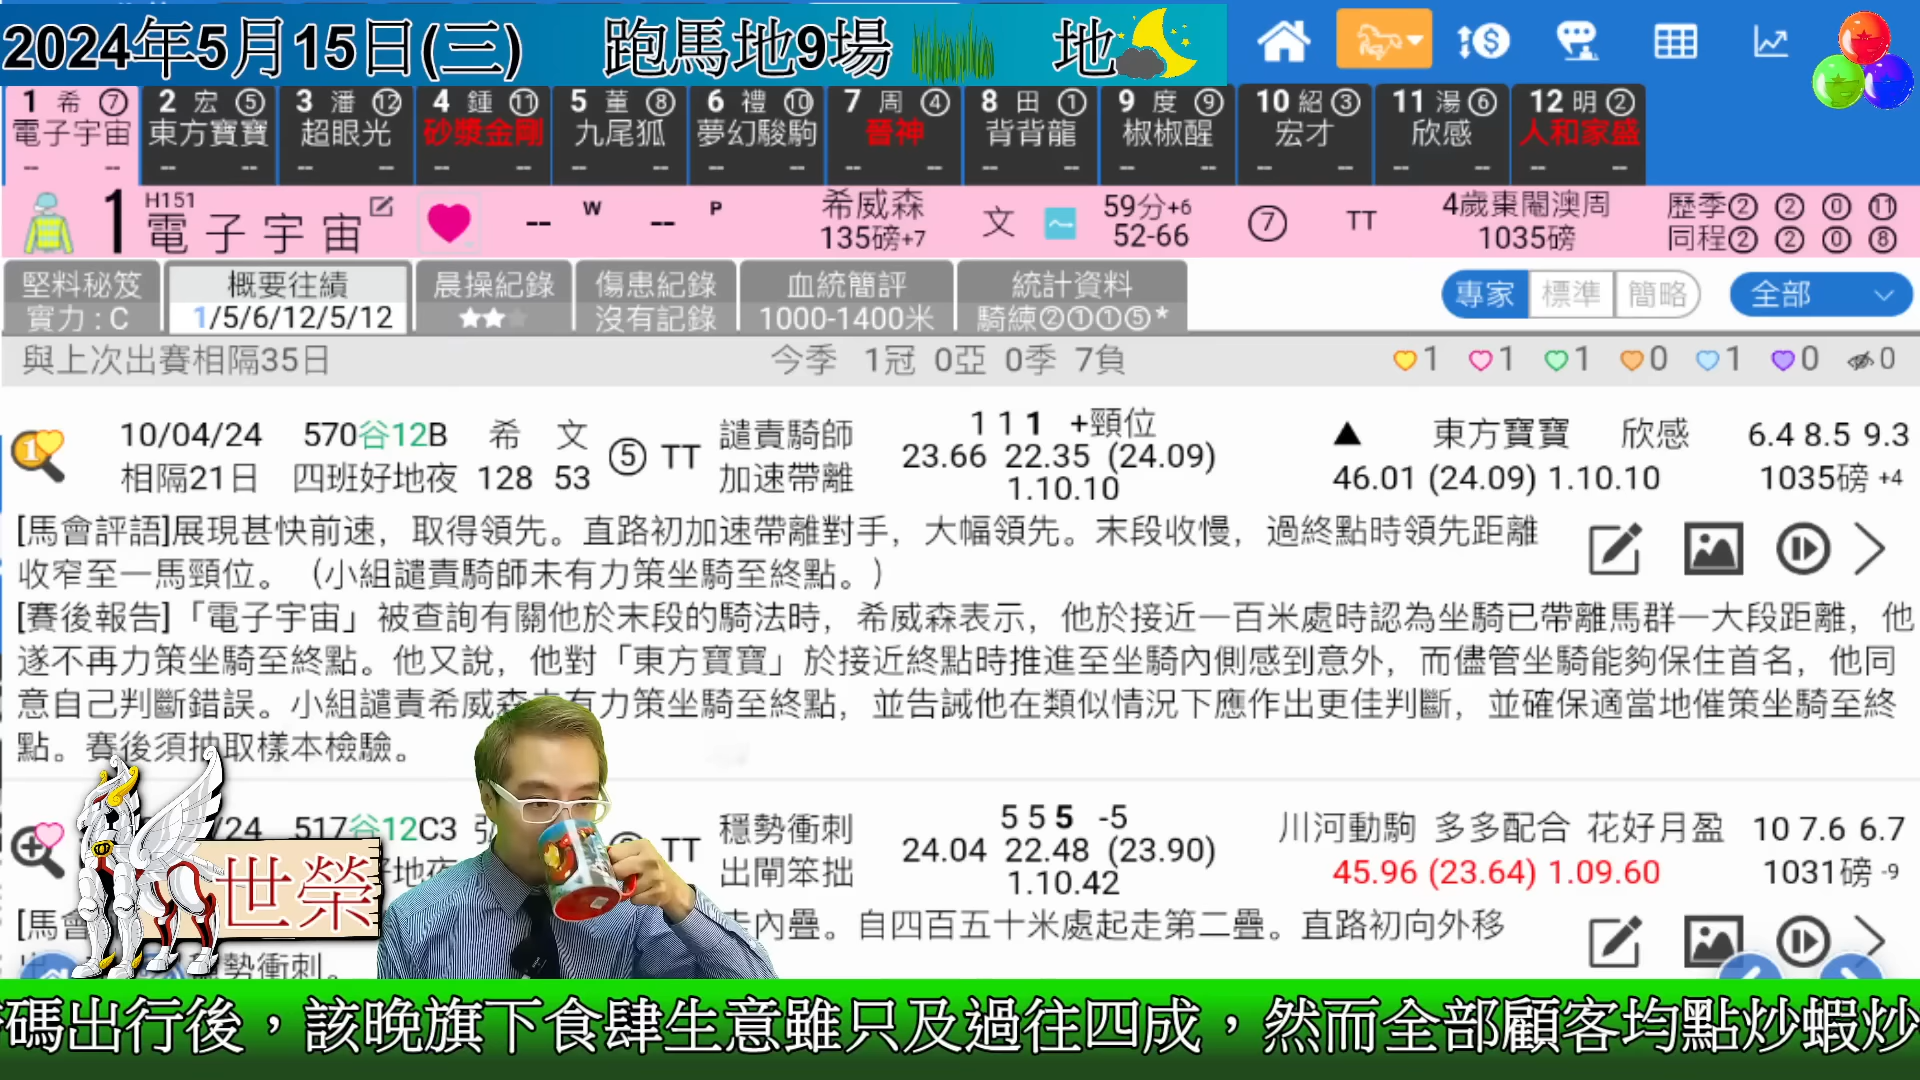 2024年5月15日(三) 跑馬地9場 地
1 希 ⑦ 2 宏 ⑤ 3 潘 ⑫ 4 鍾 ⑪ 5 董 ⑧ 6 禮 ⑩ 7 周 ④ 8 田 ① 9 度 ⑨ 10 紹 ③ 11 湯 ⑥ 12 明 ②
電子宇宙 東方寶寶 超眼光 砂漿金剛 九尾狐 夢幻駿駒 晉神 背背龍 椒椒醒 宏才 欣感 人和家盛
-- -- -- -- -- -- -- -- -- -- -- -- -- -- -- -- -- -- -- -- -- -- -- --
1 H151 電子宇宙 -- W -- P 希威森 文 59分+6 ⑦ TT 4歲棗閹澳周 歷季② ② ⓪ ⑪
135磅+7 52-66 1035磅 同程② ② ⓪ ⑧
堅料秘笈 概要往績 晨操紀錄 傷患紀錄 血統簡評 統計資料 專家 標準 簡略 全部
實力 : C 1/5/6/12/5/12 ★★★ 沒有記錄 1000-1400米 騎練②①①⑤*
與上次出賽相隔35日 今季 1冠 0亞 0季 7負 1 1 1 0 1 0 0
10/04/24 570谷12B 希 文 ⑤ TT 譴責騎師 1 1 1 +頸位 ▲ 東方寶寶 欣感 6.4 8.5 9.3
相隔21日 四班好地夜 128 53 加速帶離 23.66 22.35 (24.09) 46.01 (24.09) 1.10.10 1035磅 +4
1.10.10
[馬會評語]展現甚快前速，取得領先。直路初加速帶離對手，大幅領先。末段收慢，過終點時領先距離
收窄至一馬頸位。（小組譴責騎師未有力策坐騎至終點。）
[賽後報告]「電子宇宙」被查詢有關他於末段的騎法時，希威森表示，他於接近一百米處時認為坐騎已帶離馬群一大段距離，他
遂不再力策坐騎至終點。他又說，他對「東方寶寶」於接近終點時推進至坐騎內側感到意外，而儘管坐騎能夠保住首名，他同
意自己判斷錯誤。小組譴責希威森未有力策坐騎至終點，並告誡他在類似情況下應作出更佳判斷，並確保適當地催策坐騎至終
點。賽後須抽取樣本檢驗。
/24 517谷12C3 TT 穩勢衝刺 5 5 5 -5 川河動駒 多多配合 花好月盈 10 7.6 6.7
好地夜 出閘笨拙 24.04 22.48 (23.90) 45.96 (23.64) 1.09.60 1031磅 -9
1.10.42
世榮
[馬會 走內疊。自四百五十米處起走第二疊。直路初向外移
穩勢衝刺。
碼出行後，該晚旗下食肆生意雖只及過往四成，然而全部顧客均點炒蝦炒